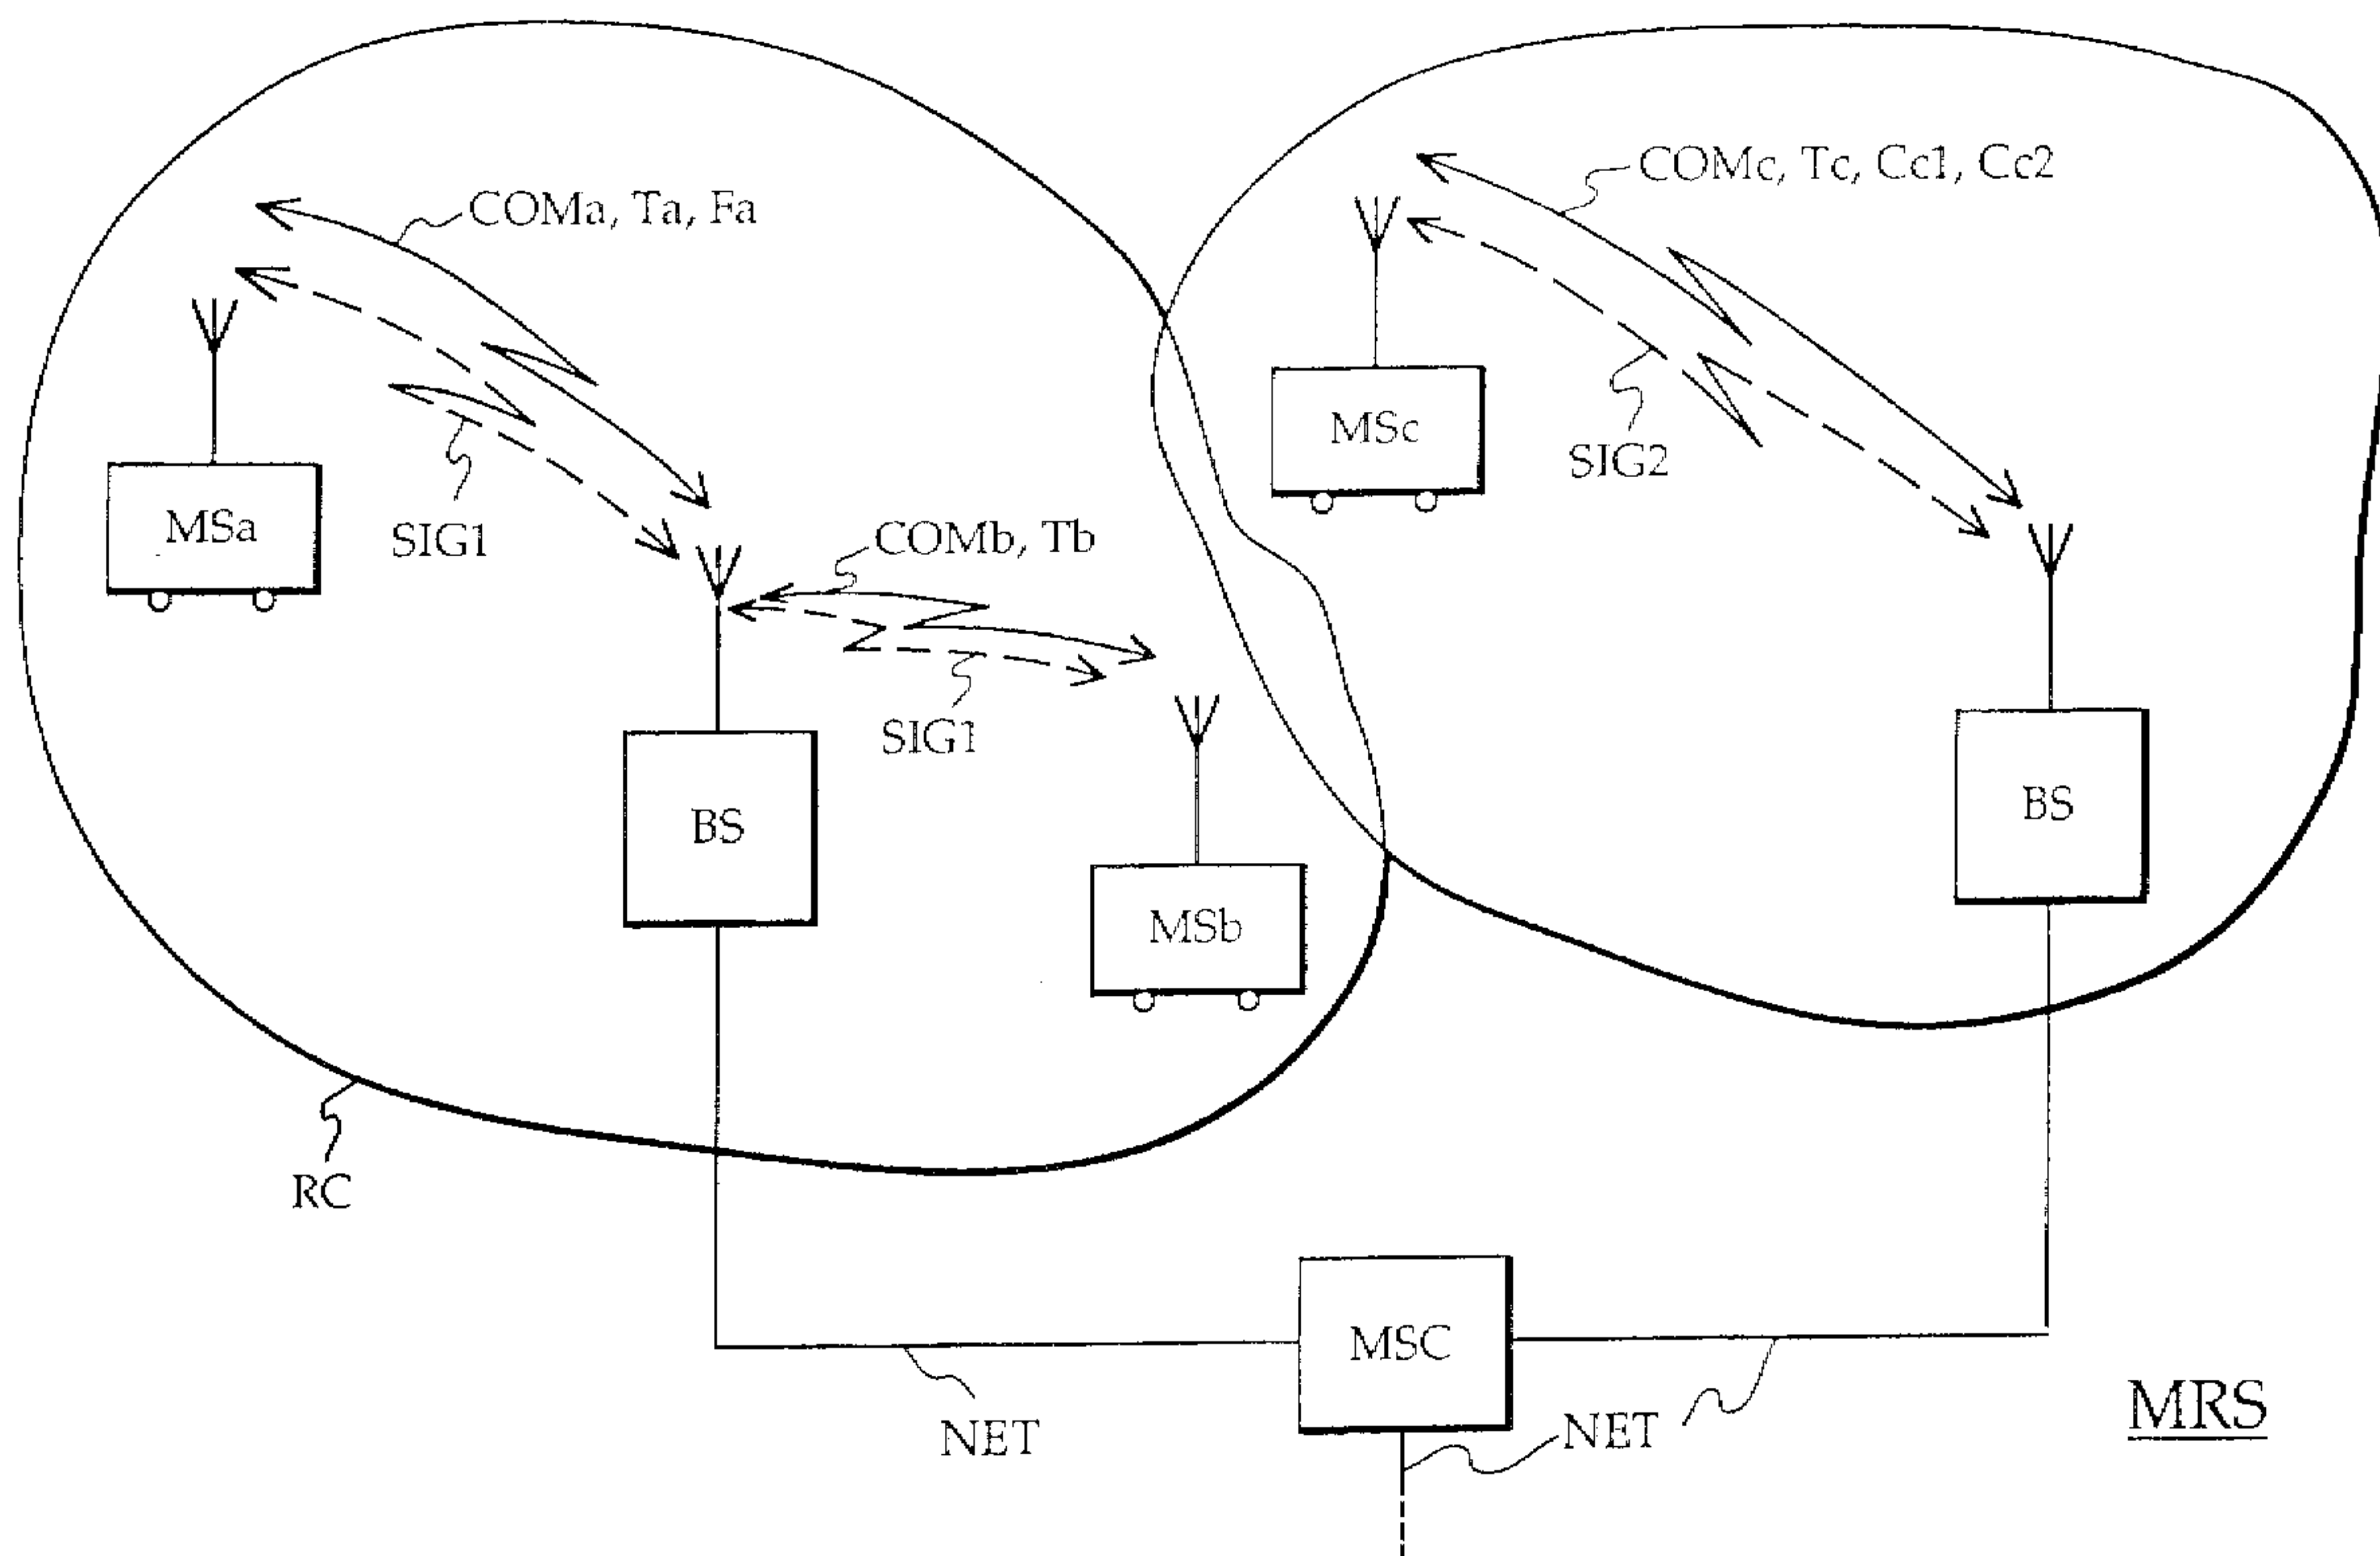 COMa, Ta, Fa
COMc, Tc, Cc1, Cc2
MSa
SIG1
MSc
SIG2
COMb, Tb
SIG1
BS
MSb
BS
RC
MSC
NET
NET
MRS